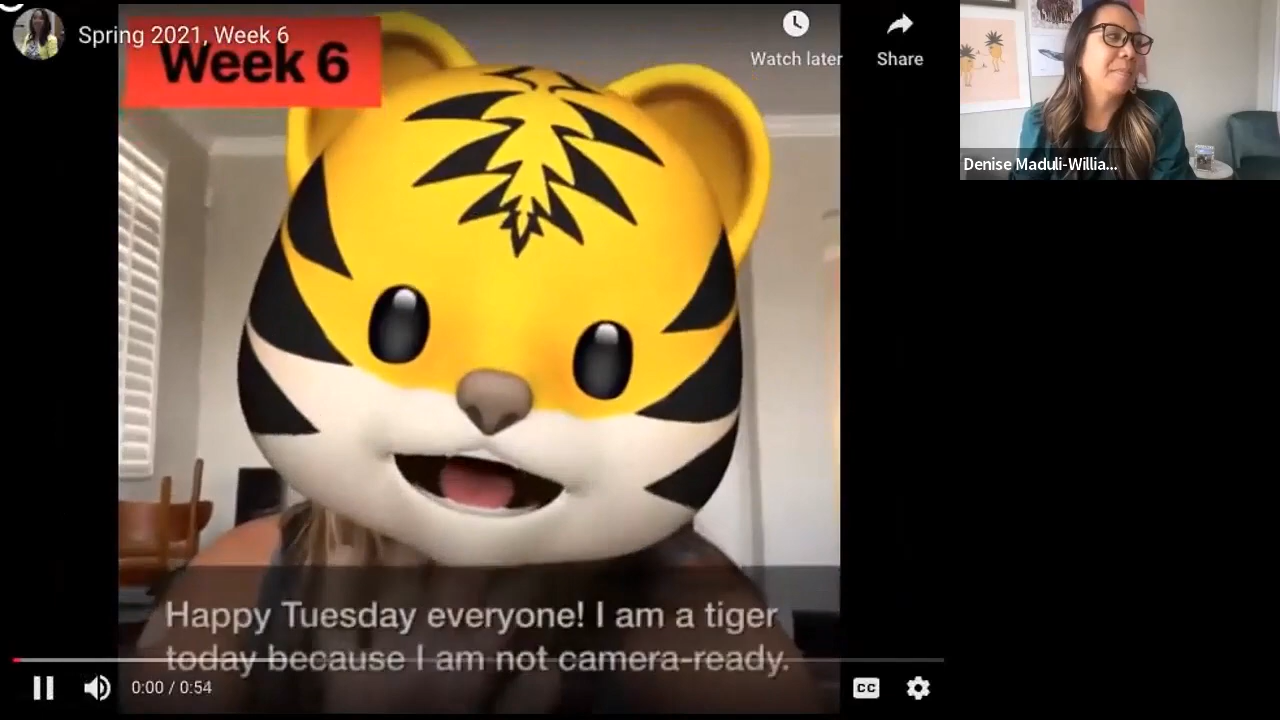 Spring 2021, Week 6
Week 6
Watch later
Share
Denise Maduli-Willia...
Happy Tuesday everyone! I am a tiger
today because I am not camera-ready.
0:00 / 0:54
CC